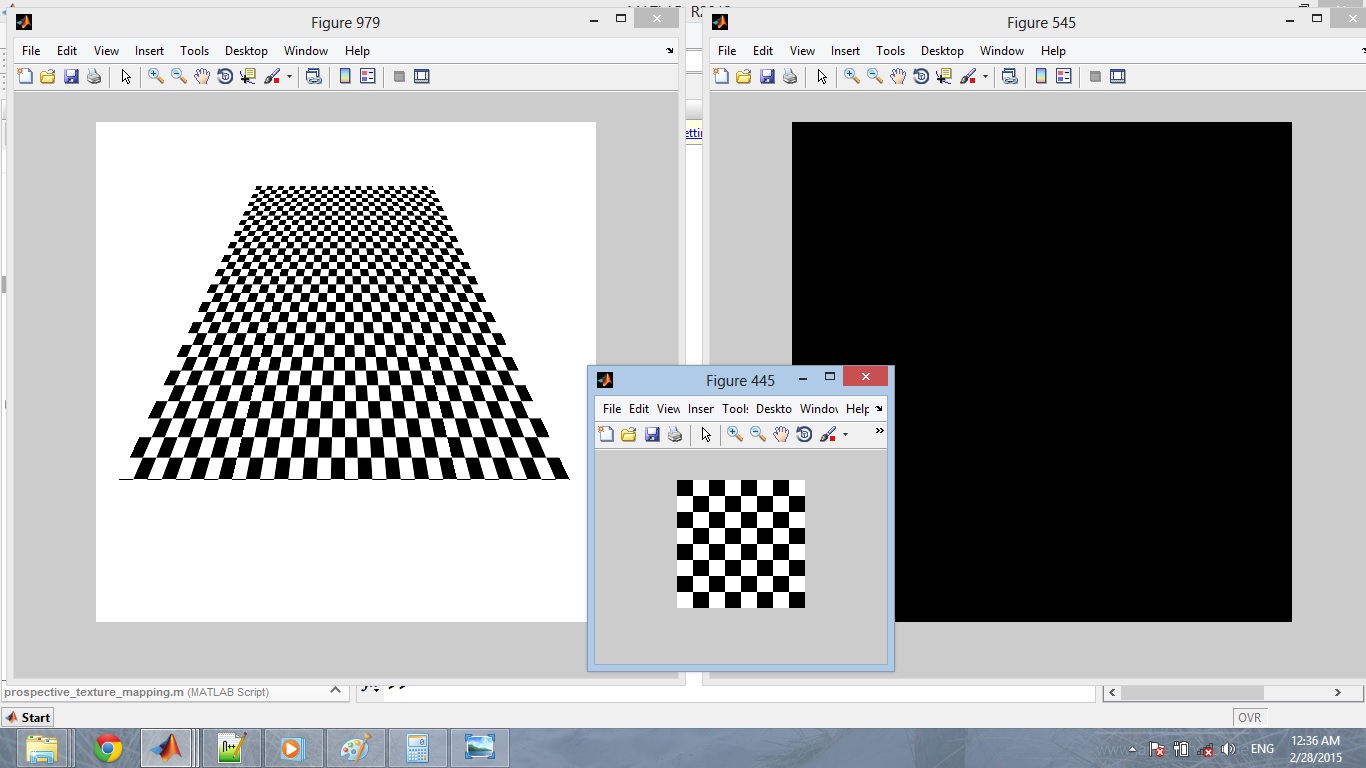 Figure 979
File Edit View Insert Tools Desktop Window Help
Figure 545
File Edit View Insert Tools Desktop Window Help
Figure 445
File Edit View Inser Tools Deskto Window Help
prospective_texture_mapping.m (MATLAB Script)
Start
OVR
N++
ENG
12:36 AM
2/28/2015